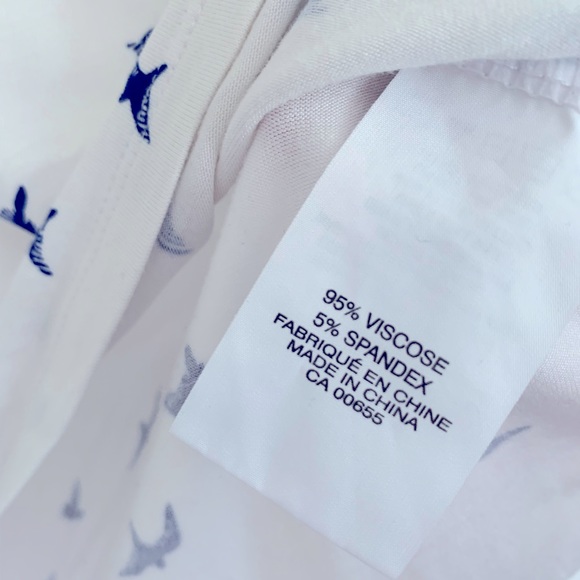 95% VISCOSE
5% SPANDEX
FABRIQUÉ EN CHINE
MADE IN CHINA
CA 00655